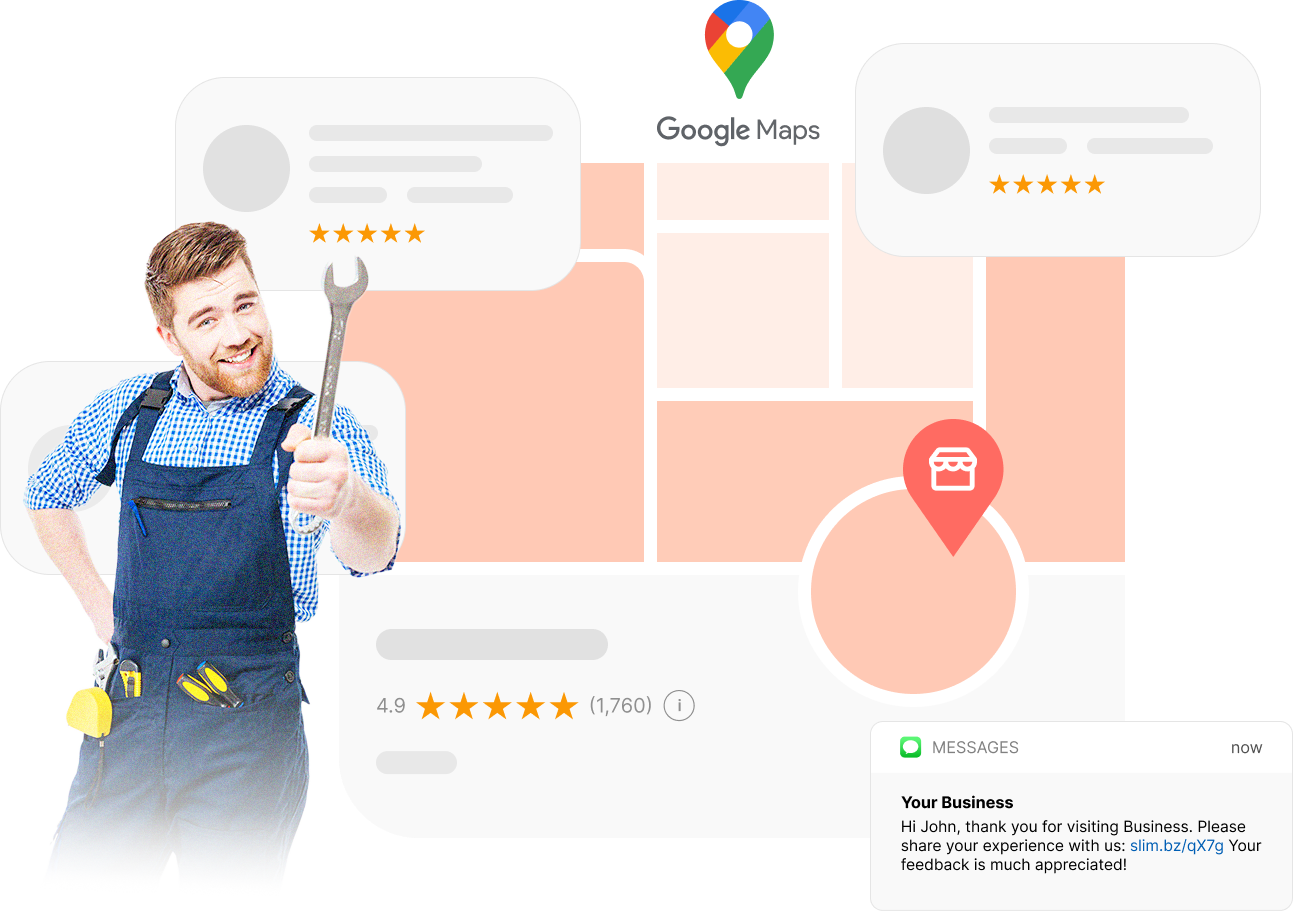 Google Maps
4.9
(1,760)
i
MESSAGES
now
Your Business
Hi John, thank you for visiting Business. Please
share your experience with us: slim.bz/qX7g Your
feedback is much appreciated!